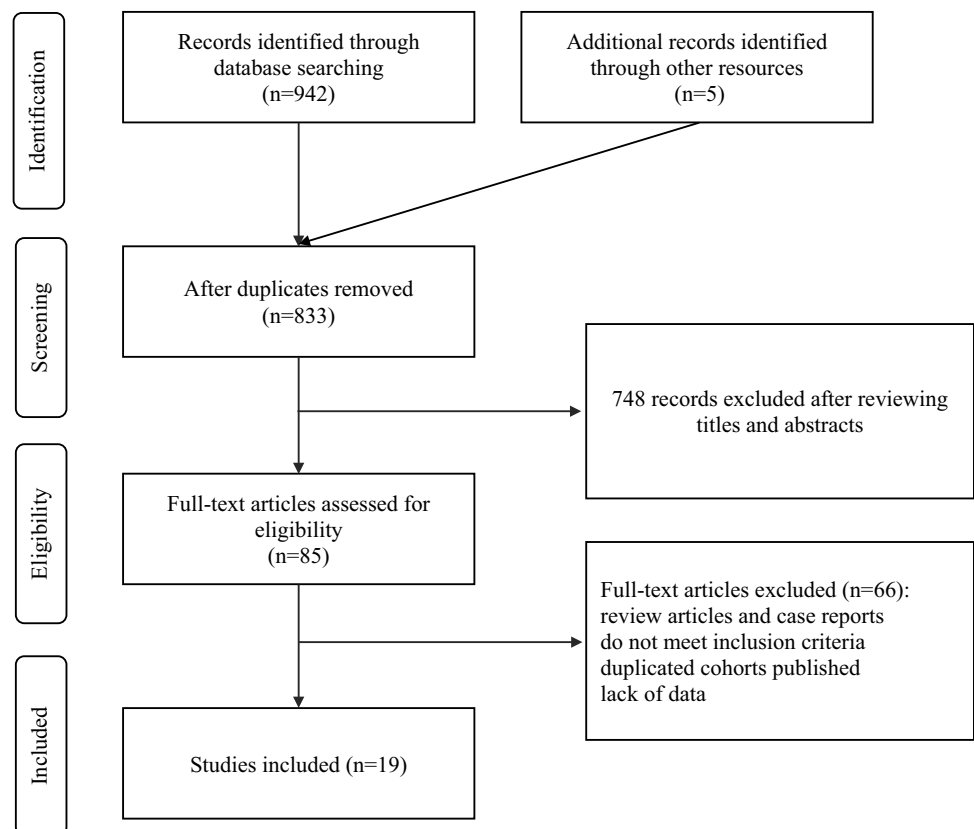 Identification
Records identified through
database searching
(n=942)
Additional records identified
through other resources
(n=5)
Screening
After duplicates removed
(n=833)
748 records excluded after reviewing
titles and abstracts
Eligibility
Full-text articles assessed for
eligibility
(n=85)
Full-text articles excluded (n=66):
review articles and case reports
do not meet inclusion criteria
duplicated cohorts published
lack of data
Included
Studies included (n=19)